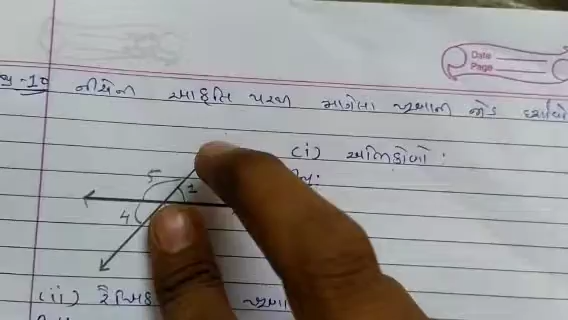 Date
Page
પ્ર-10 નીચેની આકૃતિ પરથી માગેલા ખૂણાની જોડ દર્શાવો
(i) અભિકોણો :
5 1
4
(ii) રૈખિક